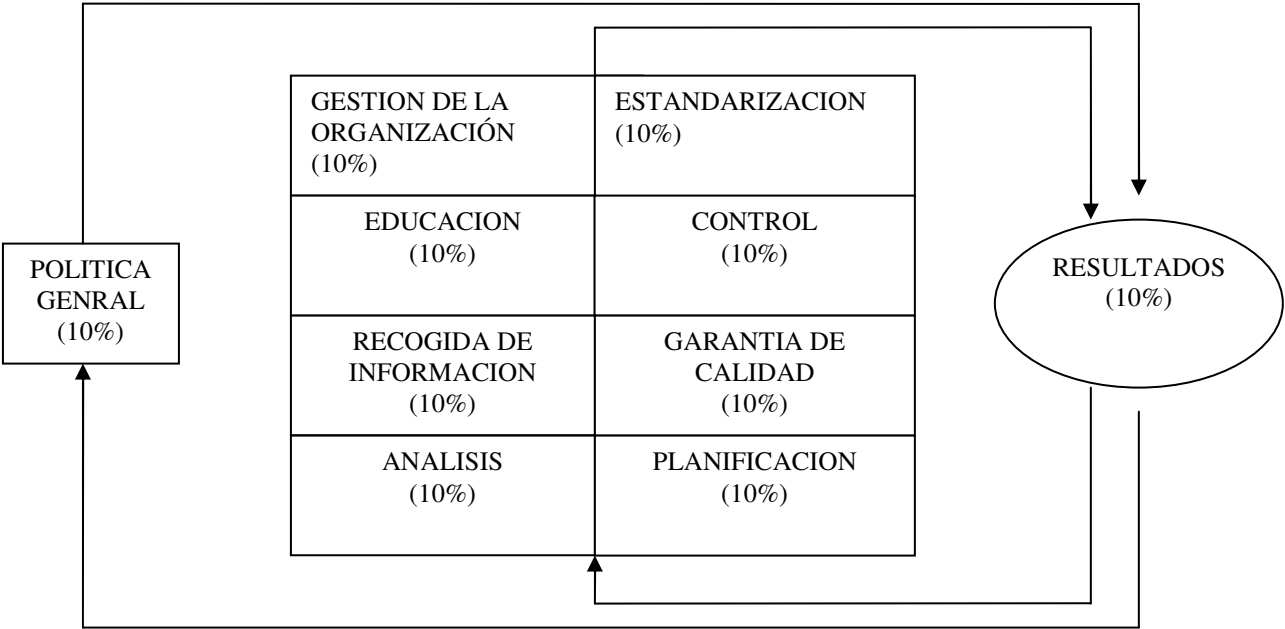 GESTION DE LA
ORGANIZACIÓN
(10%)
ESTANDARIZACION
(10%)
EDUCACION
(10%)
CONTROL
(10%)
POLITICA
GENRAL
(10%)
RESULTADOS
(10%)
RECOGIDA DE
INFORMACION
(10%)
GARANTIA DE
CALIDAD
(10%)
ANALISIS
(10%)
PLANIFICACION
(10%)